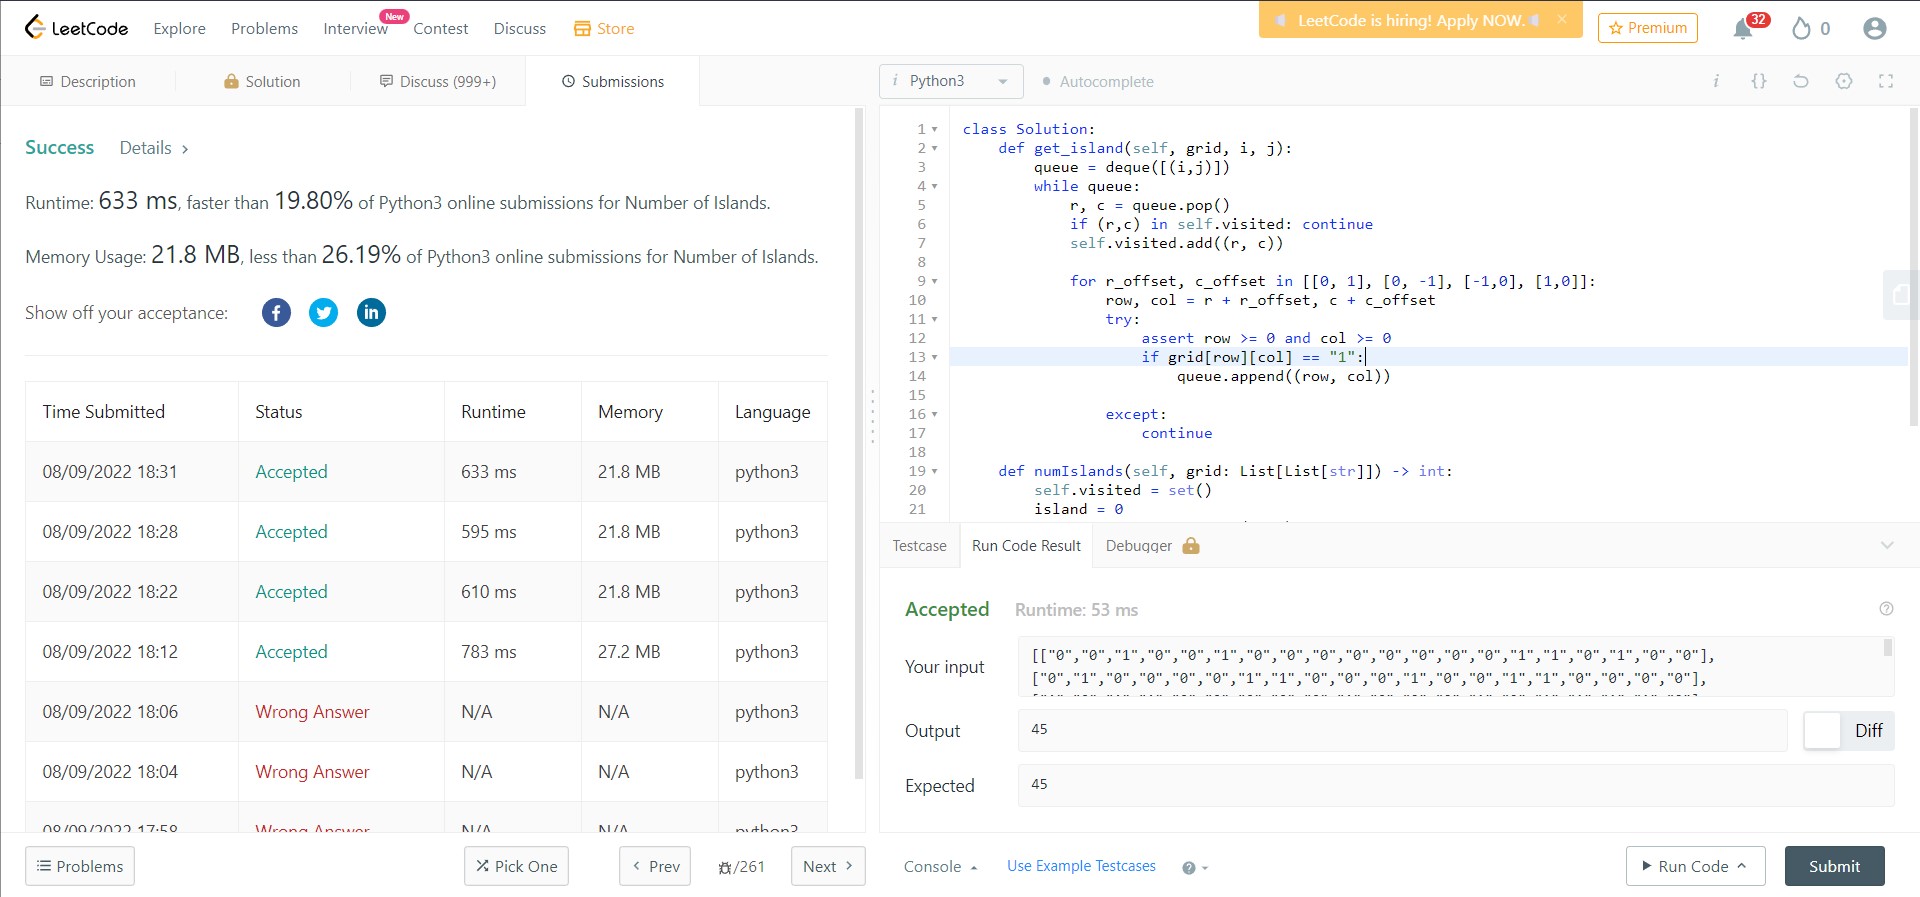 LeetCode Explore Problems Interview New Contest Discuss Store LeetCode is hiring! Apply NOW. × Premium 32 0
Description Solution Discuss (999+) Submissions
i Python3 Autocomplete i {}
Success Details >
Runtime: 633 ms, faster than 19.80% of Python3 online submissions for Number of Islands.
Memory Usage: 21.8 MB, less than 26.19% of Python3 online submissions for Number of Islands.
Show off your acceptance: f in
Time Submitted Status Runtime Memory Language
08/09/2022 18:31 Accepted 633 ms 21.8 MB python3
08/09/2022 18:28 Accepted 595 ms 21.8 MB python3
08/09/2022 18:22 Accepted 610 ms 21.8 MB python3
08/09/2022 18:12 Accepted 783 ms 27.2 MB python3
08/09/2022 18:06 Wrong Answer N/A N/A python3
08/09/2022 18:04 Wrong Answer N/A N/A python3
08/09/2022 17:58 Wrong Answer N/A N/A python3
Problems Pick One < Prev /261 Next >
1 class Solution:
2 def get_island(self, grid, i, j):
3 queue = deque([(i,j)])
4 while queue:
5 r, c = queue.pop()
6 if (r,c) in self.visited: continue
7 self.visited.add((r, c))
8
9 for r_offset, c_offset in [[0, 1], [0, -1], [-1,0], [1,0]]:
10 row, col = r + r_offset, c + c_offset
11 try:
12 assert row >= 0 and col >= 0
13 if grid[row][col] == "1":
14 queue.append((row, col))
15
16 except:
17 continue
18
19 def numIslands(self, grid: List[List[str]]) -> int:
20 self.visited = set()
21 island = 0
Testcase Run Code Result Debugger
Accepted Runtime: 53 ms ?
Your input
[["0","0","1","0","0","1","0","0","0","0","0","0","0","0","1","1","0","1","0","0"],
["0","1","0","0","0","0","1","1","0","0","0","1","0","0","1","1","0","0","0","0"],
Output 45 Diff
Expected 45
Console Use Example Testcases ? Run Code Submit